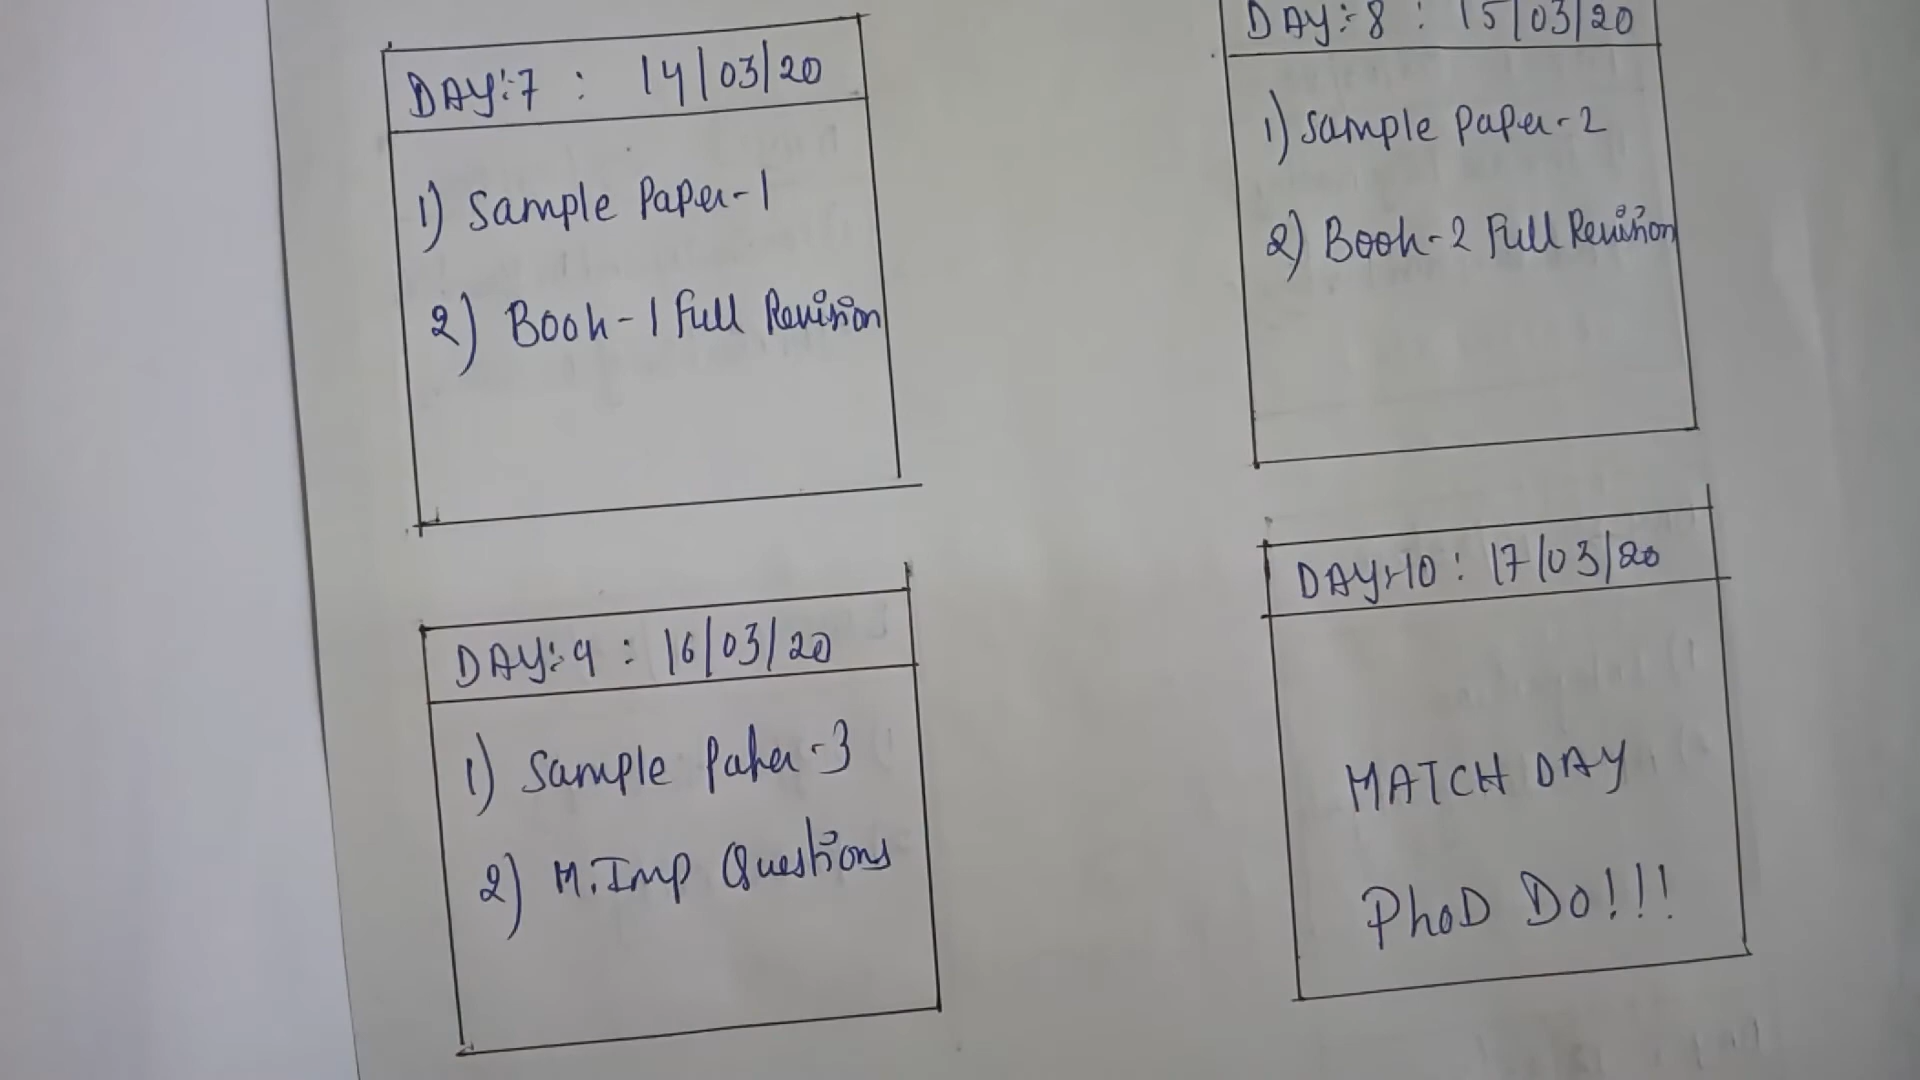 DAY:-7 : 14/03/20
1) Sample Paper-1
2) Book-1 Full Revision
DAY:-8 : 15/03/20
1) Sample Paper-2
2) Book-2 Full Revision
DAY:-9 : 16/03/20
1) Sample Paper-3
2) M.Imp Questions
DAY:-10 : 17/03/20
MATCH DAY
PhoD Do!!!